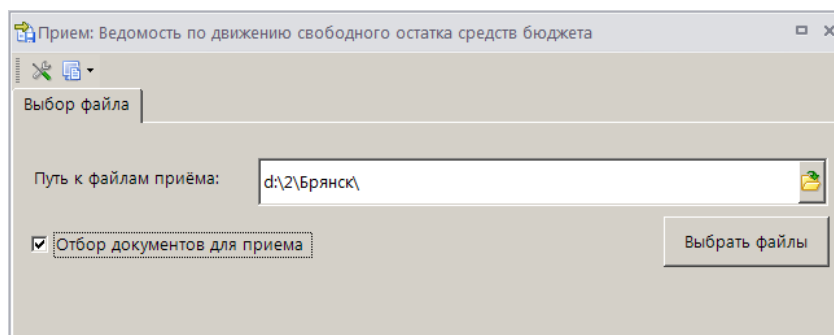 Прием: Ведомость по движению свободного остатка средств бюджета
Выбор файла
Путь к файлам приёма:
d:\2\Брянск\
Отбор документов для приема
Выбрать файлы